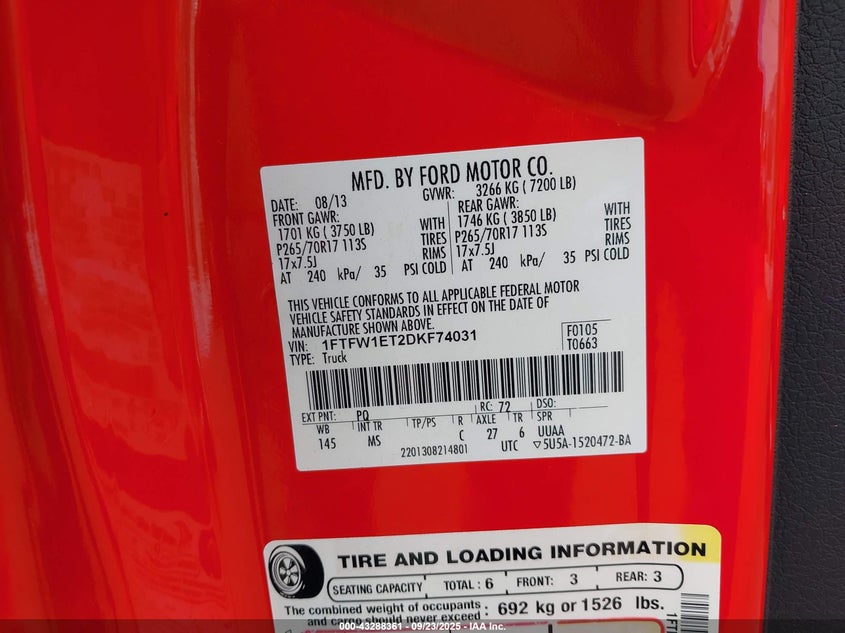 MFD. BY FORD MOTOR CO.
DATE: 08/13 GVWR: 3266 KG ( 7200 LB)
FRONT GAWR: REAR GAWR:
1701 KG ( 3750 LB) WITH 1746 KG ( 3850 LB) WITH
P265/70R17 113S TIRES P265/70R17 113S TIRES
17x7.5J RIMS 17x7.5J RIMS
AT 240 kPa/ 35 PSI COLD AT 240 kPa/ 35 PSI COLD
THIS VEHICLE CONFORMS TO ALL APPLICABLE FEDERAL MOTOR
VEHICLE SAFETY STANDARDS IN EFFECT ON THE DATE OF
MANUFACTURE SHOWN ABOVE.
VIN: 1FTFW1ET2DKF74031 F0105
TYPE: Truck T0663
EXT PNT: PQ RC: 72 DSO:
WB INT TR TP/PS R AXLE TR SPR
145 MS C 27 6 UUAA
2201308214801 UTC ▽5U5A-1520472-BA
TIRE AND LOADING INFORMATION
SEATING CAPACITY TOTAL: 6 FRONT: 3 REAR: 3
The combined weight of occupants
and cargo should never exceed : 692 kg or 1526 lbs.
000-43288361 - 09/23/2025 - IAA Inc.